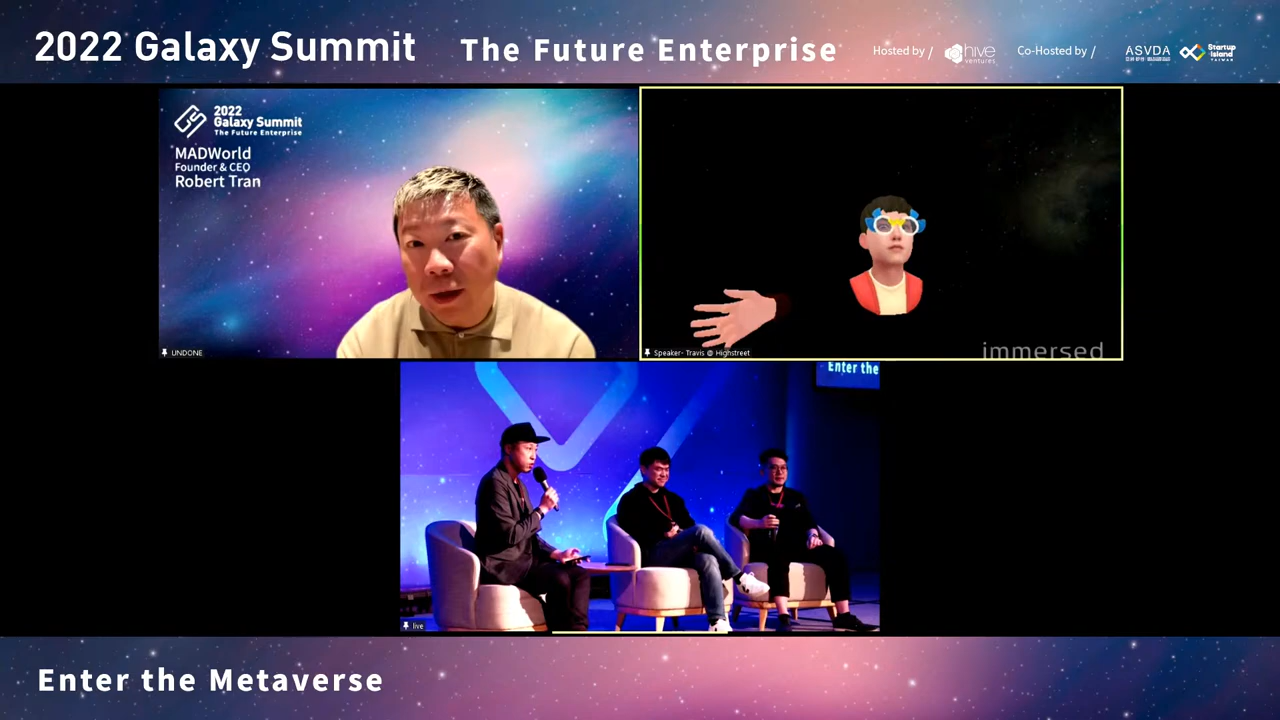 2022 Galaxy Summit
The Future Enterprise
Hosted by /
hive
ventures
Co-Hosted by /
ASVDA
Startup
Island
TAIWAN
2022
Galaxy Summit
The Future Enterprise
MADWorld
Founder & CEO
Robert Tran
UNDONE
Speaker- Travis @ Highstreet
immersed
Enter the
live
Enter the Metaverse